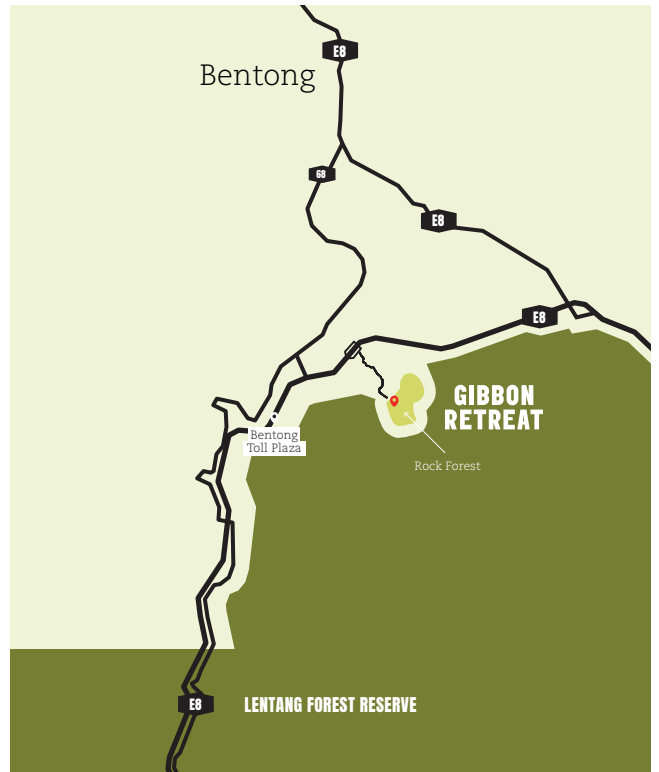 E8
Bentong
68
E8
E8
GIBBON
RETREAT
Bentong
Toll Plaza
Rock Forest
E8
LENTANG FOREST RESERVE